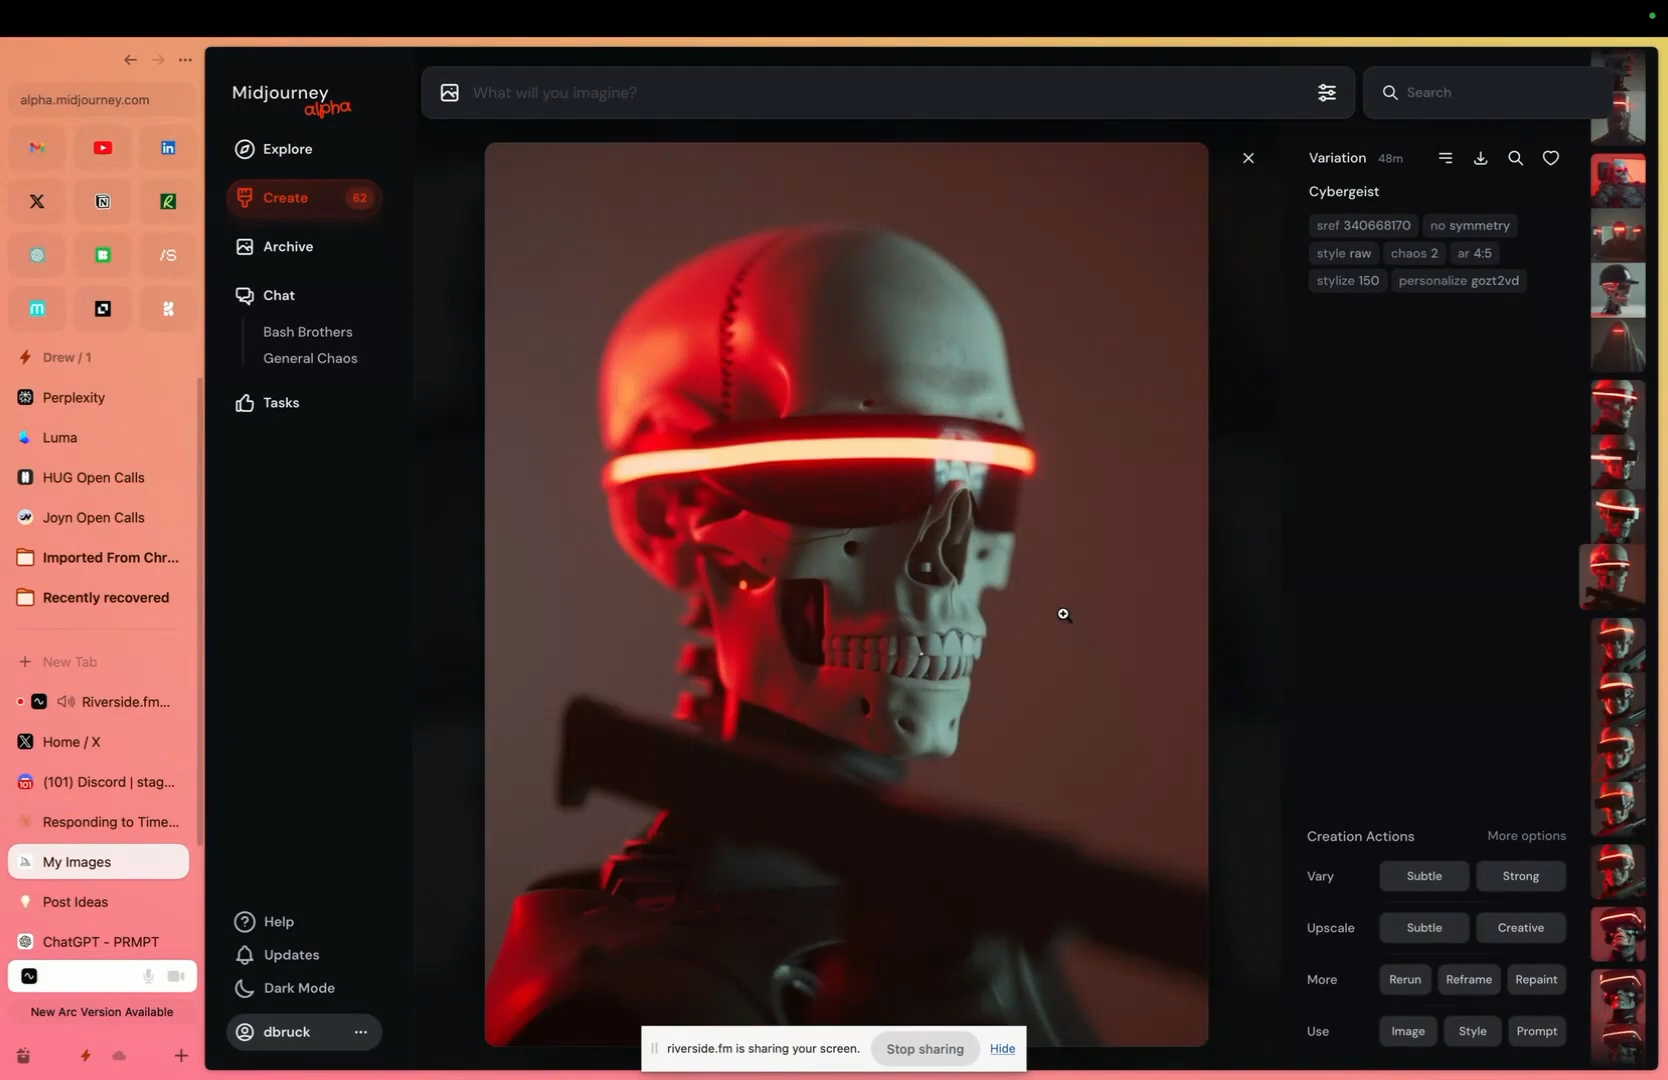 alpha.midjourney.com
Drew / 1
Perplexity
Luma
HUG Open Calls
Joyn Open Calls
Imported From Chr...
Recently recovered
New Tab
Riverside.fm...
Home / X
(101) Discord | stag...
Responding to Time...
My Images
Post Ideas
ChatGPT - PRMPT
New Arc Version Available
Midjourney
alpha
Explore
Create 62
Archive
Chat
Bash Brothers
General Chaos
Tasks
Help
Updates
Dark Mode
dbruck
What will you imagine?
Search
Variation 48m
Cybergeist
sref 340668170 no symmetry
style raw chaos 2 ar 4:5
stylize 150 personalize gozt2vd
Creation Actions More options
Vary Subtle Strong
Upscale Subtle Creative
More Rerun Reframe Repaint
Use Image Style Prompt
riverside.fm is sharing your screen. Stop sharing Hide